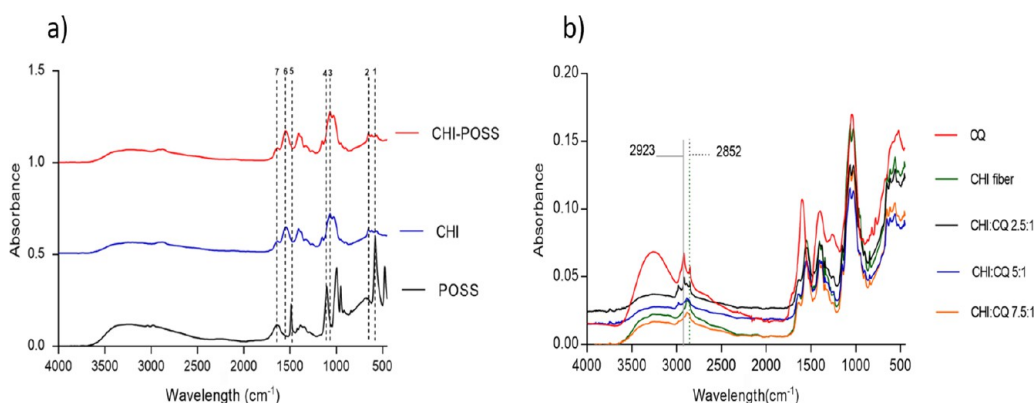 a)
b)
7 6 5 4 3 2 1
1.5
1.0
0.5
0.0
Absorbance
4000 3500 3000 2500 2000 1500 1000 500
Wavelength (cm-1)
CHI-POSS
CHI
POSS
0.20
0.15
0.10
0.05
0.00
Absorbance
2923 2852
4000 3500 3000 2500 2000 1500 1000 500
Wavelength(cm-1)
CQ
CHI fiber
CHI:CQ 2.5:1
CHI:CQ 5:1
CHI:CQ 7.5:1